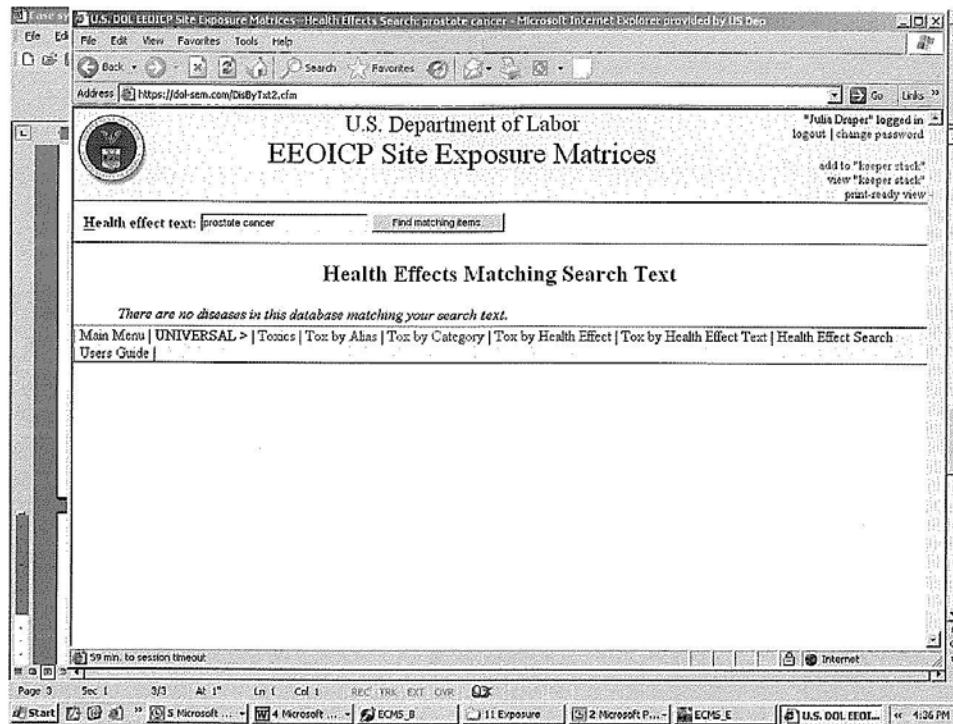 Case sy
U.S. DOL EEOICP Site Exposure Matrices--Health Effects Search: prostate cancer - Microsoft Internet Explorer provided by US Dep
File Ed
File Edit View Favorites Tools Help
Back Search Favorites
Address https://dol-sem.com/DisByTxt2.cfm Go Links »
U.S. Department of Labor
EEOICP Site Exposure Matrices
"Julia Draper" logged in
logout | change password
add to "keeper stack"
view "keeper stack"
print-ready view
Health effect text: prostate cancer Find matching items
Health Effects Matching Search Text
There are no diseases in this database matching your search text.
Main Menu | UNIVERSAL > | Toxics | Tox by Alias | Tox by Category | Tox by Health Effect | Tox by Health Effect Text | Health Effect Search
Users Guide |
59 min. to session timeout Internet
Page 3 Sec 1 3/3 At 1" Ln 1 Col 1 REC TRK EXT OVR
Start » 5 Microsoft ... 4 Microsoft ... ECMS_B 11 Exposure 2 Microsoft P... ECMS_E U.S. DOL EEOI... « 4:36 PM